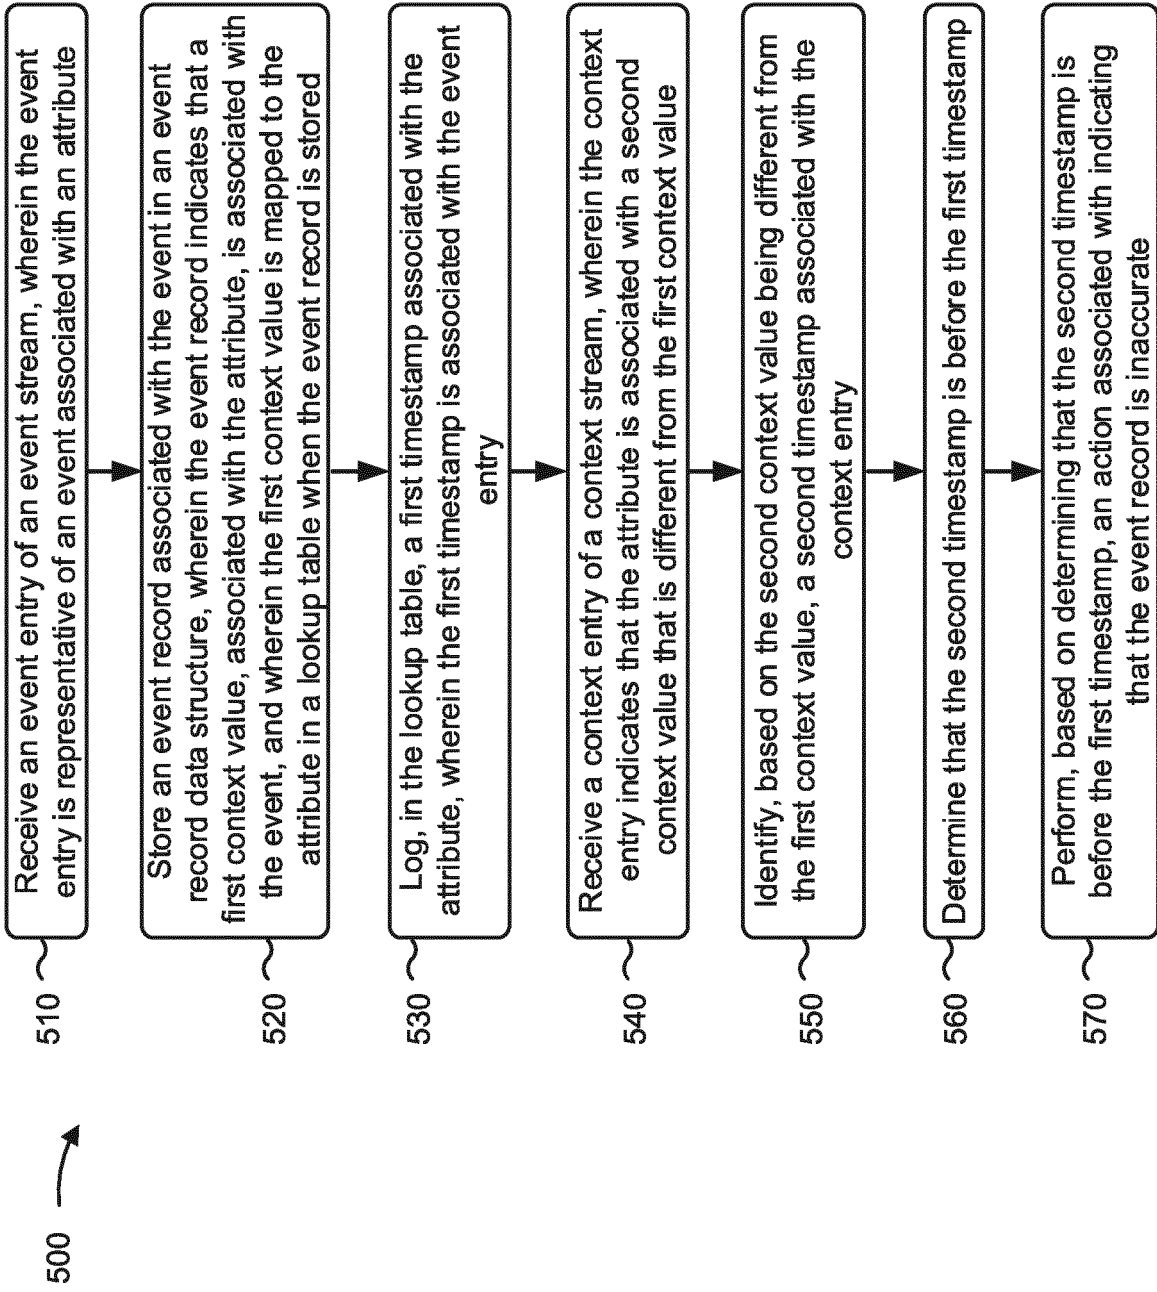 500
510
Receive an event entry of an event stream, wherein the event
entry is representative of an event associated with an attribute
520
Store an event record associated with the event in an event
record data structure, wherein the event record indicates that a
first context value, associated with the attribute, is associated with
the event, and wherein the first context value is mapped to the
attribute in a lookup table when the event record is stored
530
Log, in the lookup table, a first timestamp associated with the
attribute, wherein the first timestamp is associated with the event
entry
540
Receive a context entry of a context stream, wherein the context
entry indicates that the attribute is associated with a second
context value that is different from the first context value
550
Identify, based on the second context value being different from
the first context value, a second timestamp associated with the
context entry
560
Determine that the second timestamp is before the first timestamp
570
Perform, based on determining that the second timestamp is
before the first timestamp, an action associated with indicating
that the event record is inaccurate